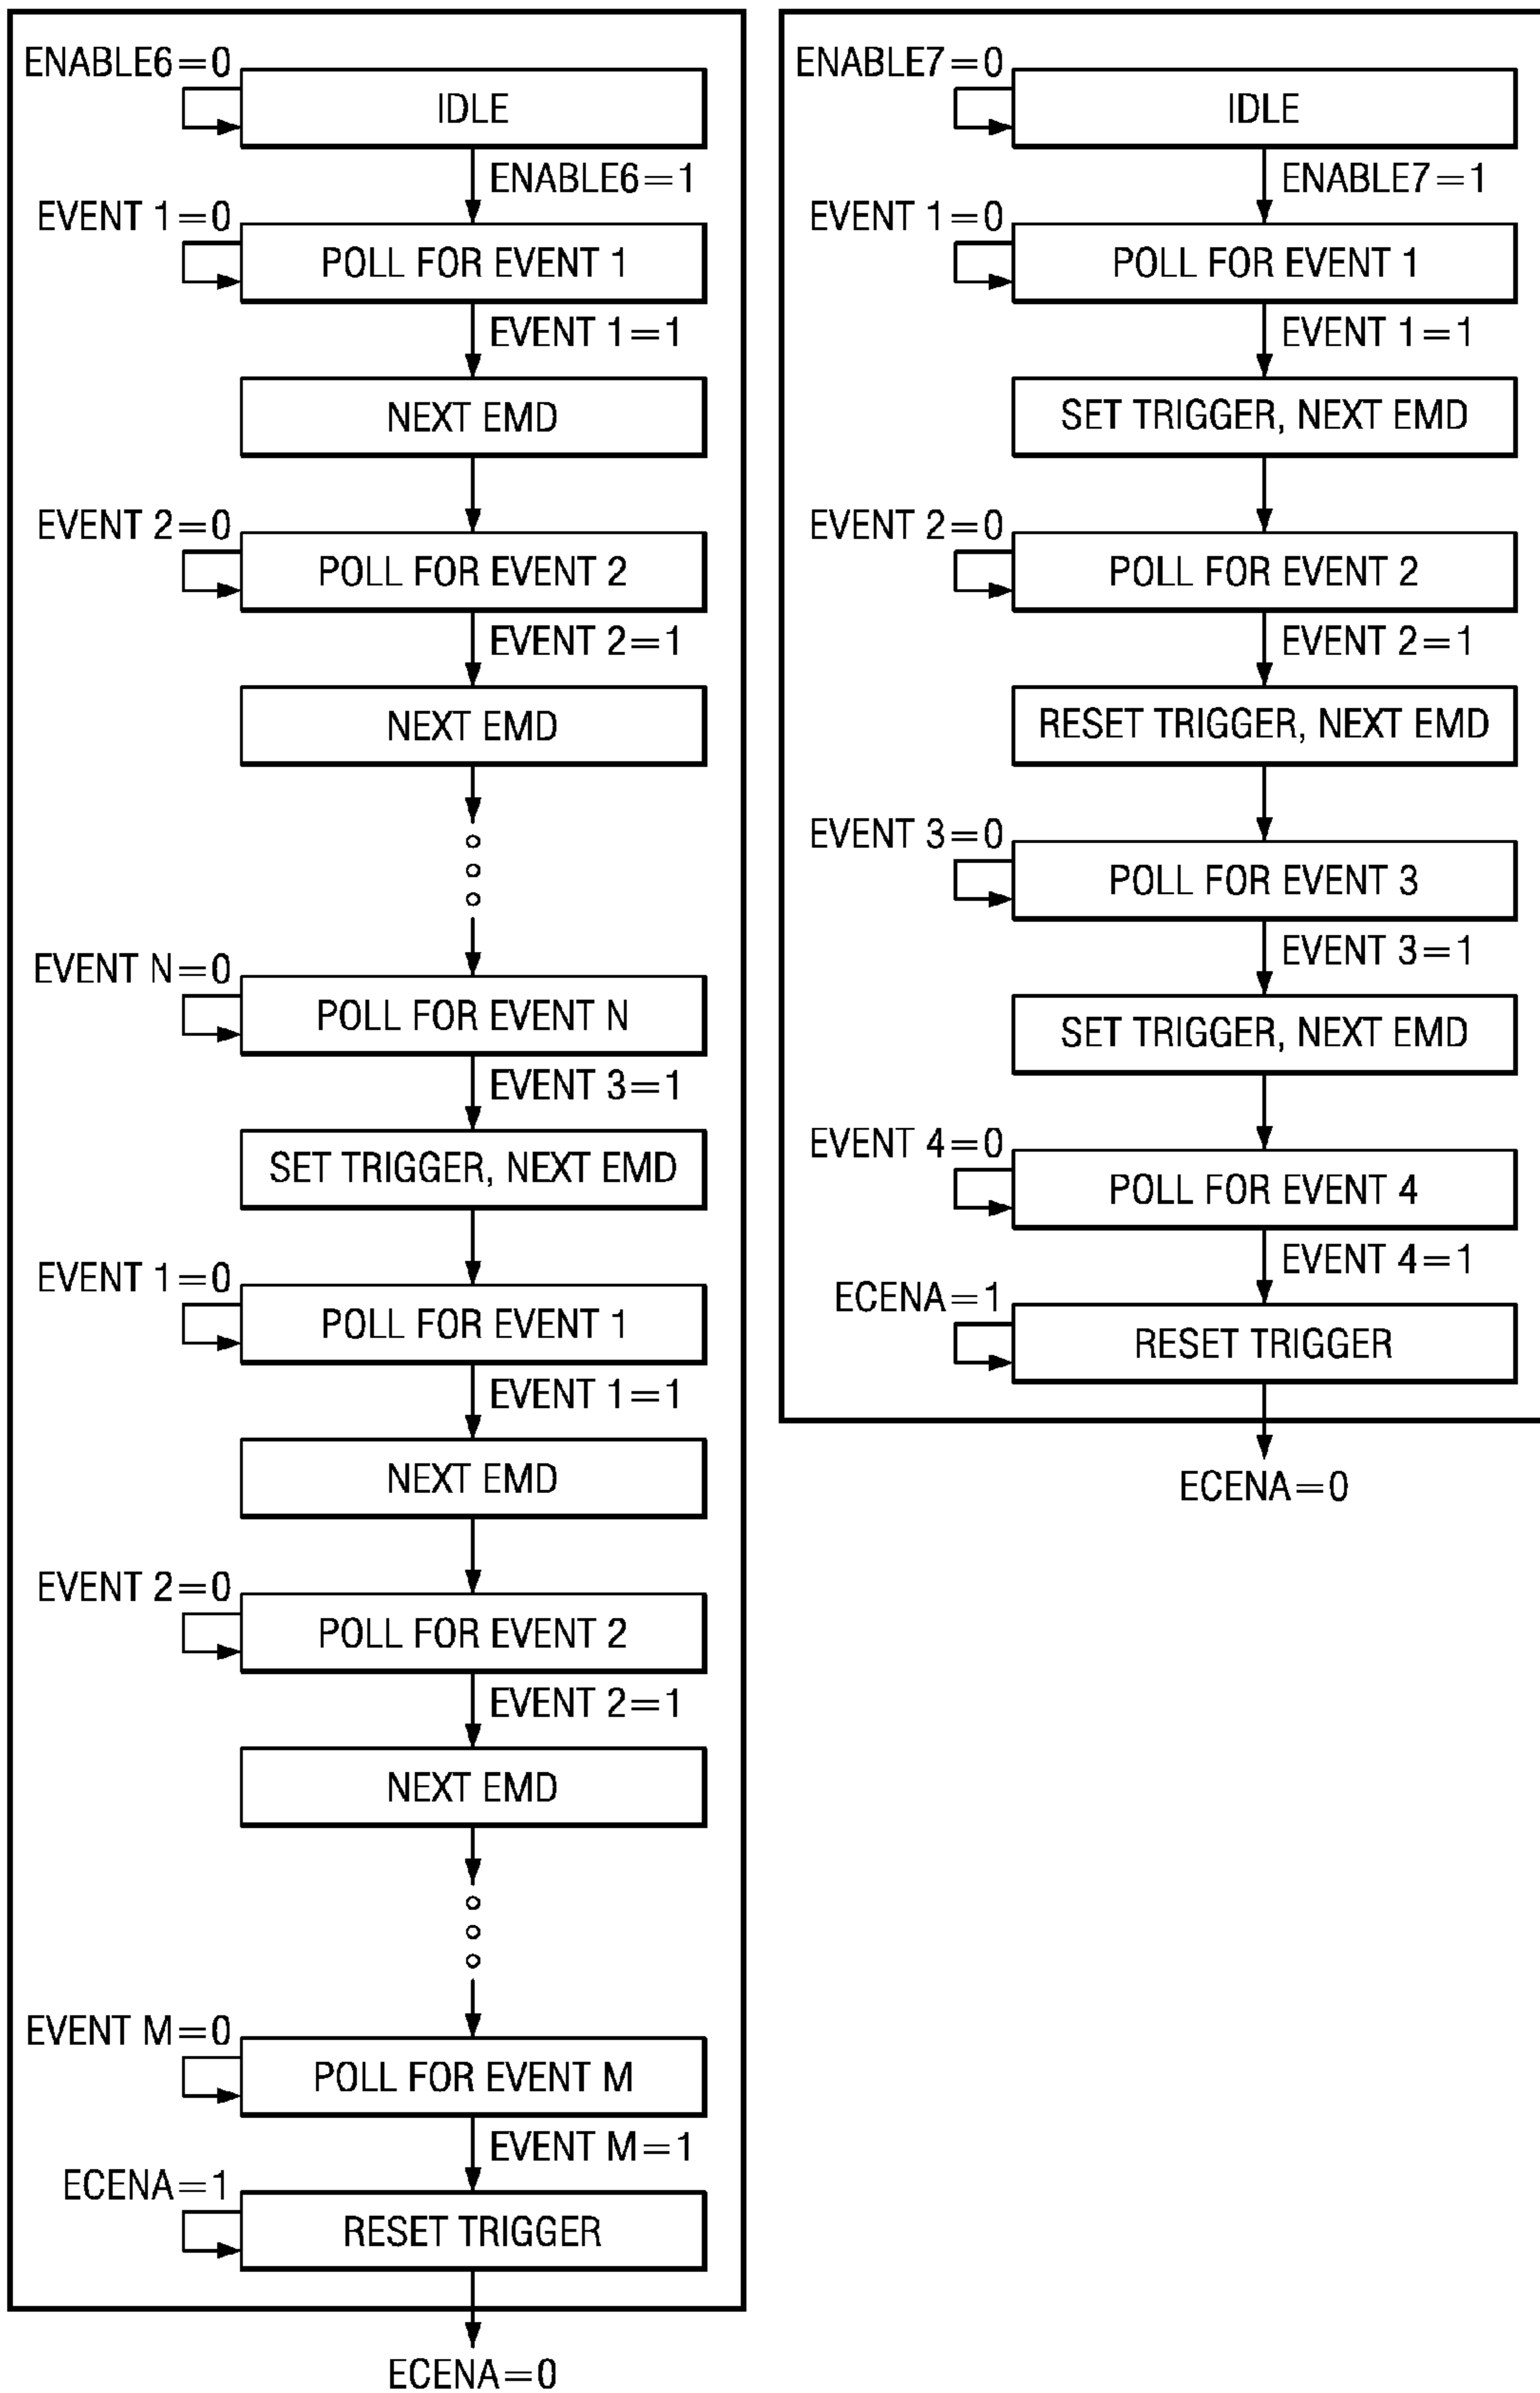 ENABLE6=0
IDLE
ENABLE6=1
EVENT 1=0
POLL FOR EVENT 1
EVENT 1=1
NEXT EMD
EVENT 2=0
POLL FOR EVENT 2
EVENT 2=1
NEXT EMD
EVENT N=0
POLL FOR EVENT N
EVENT 3=1
SET TRIGGER, NEXT EMD
EVENT 1=0
POLL FOR EVENT 1
EVENT 1=1
NEXT EMD
EVENT 2=0
POLL FOR EVENT 2
EVENT 2=1
NEXT EMD
EVENT M=0
POLL FOR EVENT M
EVENT M=1
ECENA=1
RESET TRIGGER
ECENA=0
ENABLE7=0
IDLE
ENABLE7=1
EVENT 1=0
POLL FOR EVENT 1
EVENT 1=1
SET TRIGGER, NEXT EMD
EVENT 2=0
POLL FOR EVENT 2
EVENT 2=1
RESET TRIGGER, NEXT EMD
EVENT 3=0
POLL FOR EVENT 3
EVENT 3=1
SET TRIGGER, NEXT EMD
EVENT 4=0
POLL FOR EVENT 4
EVENT 4=1
ECENA=1
RESET TRIGGER
ECENA=0